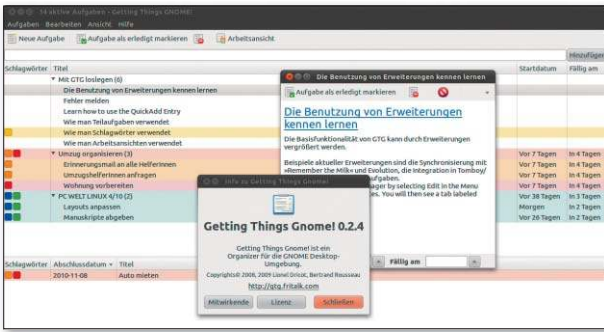 14 aktive Aufgaben - Getting Things GNOME!
Aufgaben Bearbeiten Ansicht Hilfe
Neue Aufgabe Aufgabe als erledigt markieren Arbeitsansicht
Hinzufügen
Schlagwörter Titel Startdatum Fällig am
Mit GTG loslegen (6)
Die Benutzung von Erweiterungen kennen lernen
Fehler melden
Learn how to use the QuickAdd Entry
Wie man Teilaufgaben verwendet
Wie man Schlagwörter verwendet
Wie man Arbeitsansichten verwendet
Umzug organisieren (3) Vor 7 Tagen In 4 Tagen
Erinnerungsmail an alle HelferInnen Vor 7 Tagen In 4 Tagen
UmzugshelferInnen anfragen Vor 7 Tagen In 4 Tagen
Wohnung vorbereiten Vor 7 Tagen In 4 Tagen
PC WELT LINUX 4/10 (2) Vor 38 Tagen In 3 Tagen
Layouts anpassen Morgen In 2 Tagen
Manuskripte abgeben Vor 26 Tagen In 2 Tagen
Schlagwörter Abschlussdatum Titel
2010-11-08 Auto mieten
Die Benutzung von Erweiterungen kennen lernen
Aufgabe als erledigt markieren
Die Benutzung von Erweiterungen
kennen lernen
Die Basisfunktionalität von GTG kann durch Erweiterungen
vergrößert werden.
Beispiele aktueller Erweiterungen sind die Synchronisierung mit
»Remember the Milk« und Evolution, die Integration in Tomboy/
ufgaben.
ager by selecting Edit in the Menu
ces. You will then see a tab labeled
Fällig am
Info zu Getting Things Gnome!
Getting Things Gnome! 0.2.4
Getting Things Gnome! ist ein
Organizer für die GNOME Desktop-
Umgebung.
Copyright© 2008, 2009 Lionel Dricot, Bertrand Rousseau
http://gtg.fritalk.com
Mitwirkende Lizenz Schließen